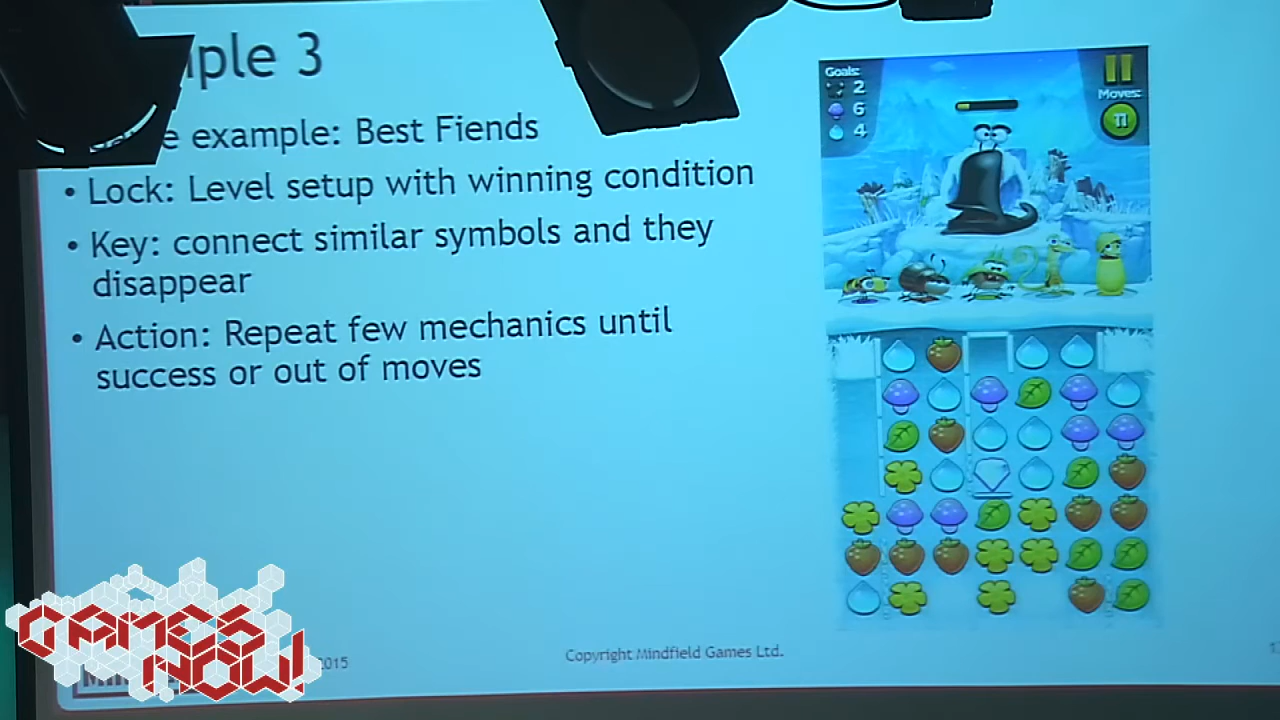 ple 3
example: Best Fiends
• Lock: Level setup with winning condition
• Key: connect similar symbols and they
disappear
• Action: Repeat few mechanics until
success or out of moves
Goals:
2
6
4
Moves:
11
GAMES
NOW!
2015
Copyright Mindfield Games Ltd.